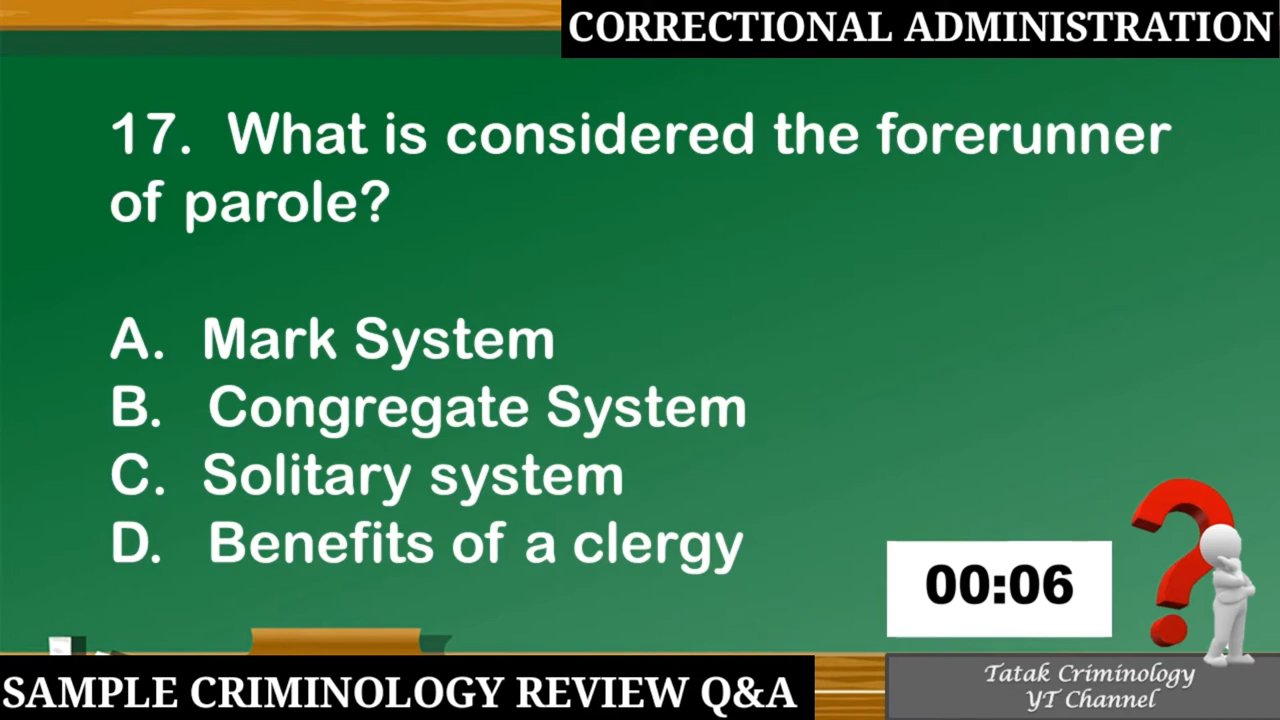 CORRECTIONAL ADMINISTRATION
17. What is considered the forerunner
of parole?
A. Mark System
B. Congregate System
C. Solitary system
D. Benefits of a clergy
00:06
SAMPLE CRIMINOLOGY REVIEW Q&A
Tatak Criminology
YT Channel